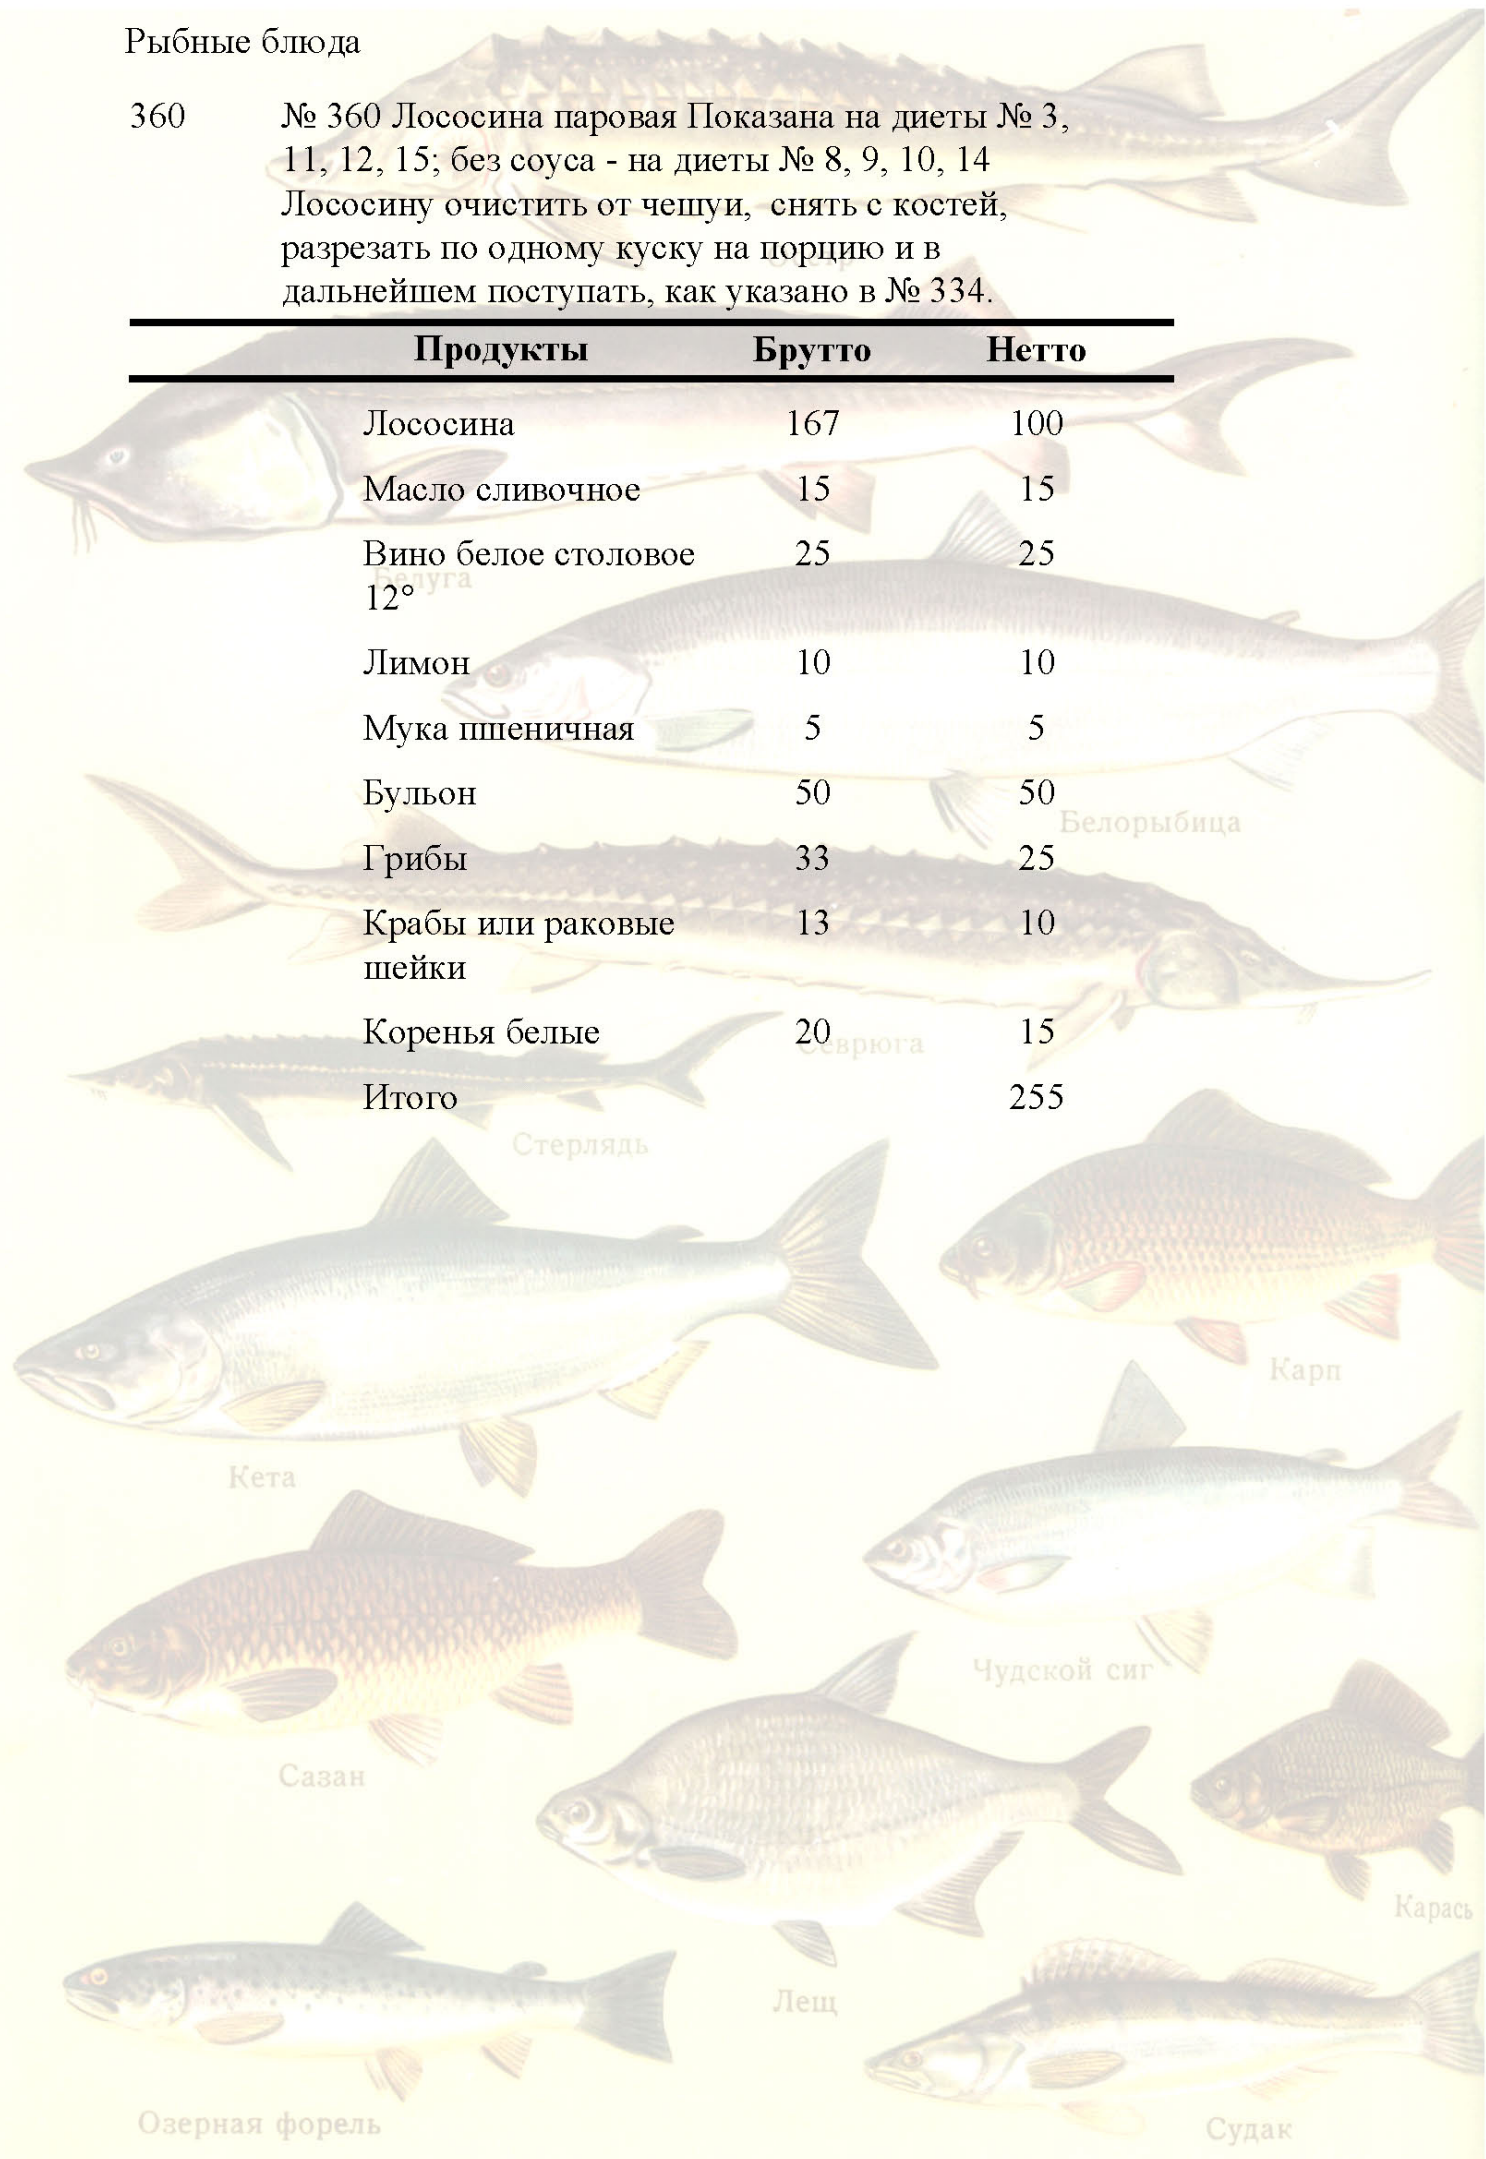 Рыбные блюда
360 № 360 Лососина паровая Показана на диеты № 3,
11, 12, 15; без соуса - на диеты № 8, 9, 10, 14
Лососину очистить от чешуи, снять с костей,
разрезать по одному куску на порцию и в
дальнейшем поступать, как указано в № 334.
Продукты Брутто Нетто
Лососина 167 100
Масло сливочное 15 15
Вино белое столовое 25 25
12°
Белуга
Лимон 10 10
Мука пшеничная 5 5
Бульон 50 50
Белорыбица
Грибы 33 25
Крабы или раковые 13 10
шейки
Коренья белые 20 15
Севрюга
Итого 255
Стерлядь
Карп
Кета
Чудской сиг
Сазан
Карась
Лещ
Озерная форель
Судак